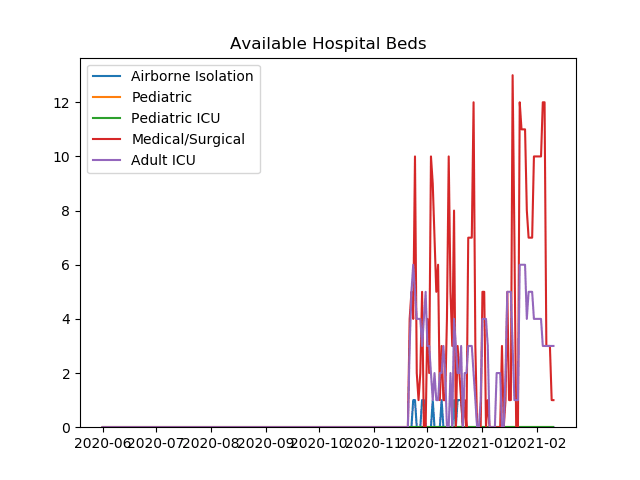 Available Hospital Beds
Airborne Isolation
Pediatric
Pediatric ICU
Medical/Surgical
Adult ICU
12
10
8
6
4
2
0
2020-06 2020-07 2020-08 2020-09 2020-10 2020-11 2020-12 2021-01 2021-02